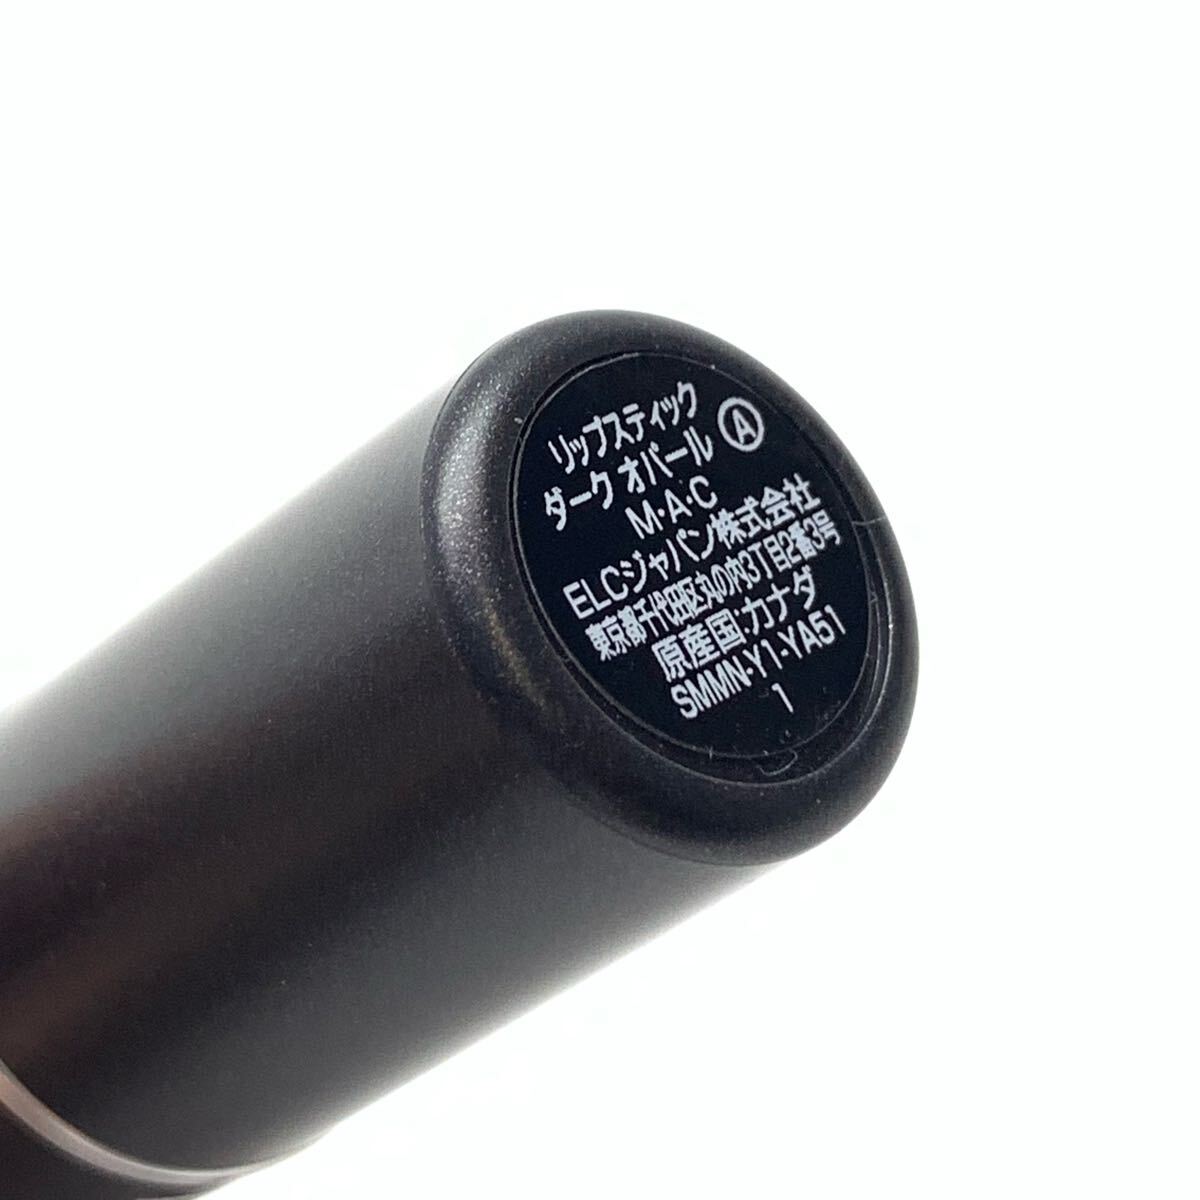 リップスティック
ダーク オパール Ⓐ
M·A·C
ELCジャパン株式会社
東京都千代田区丸の内3丁目2番3号
原産国:カナダ
SMMN-Y1-YA51
1